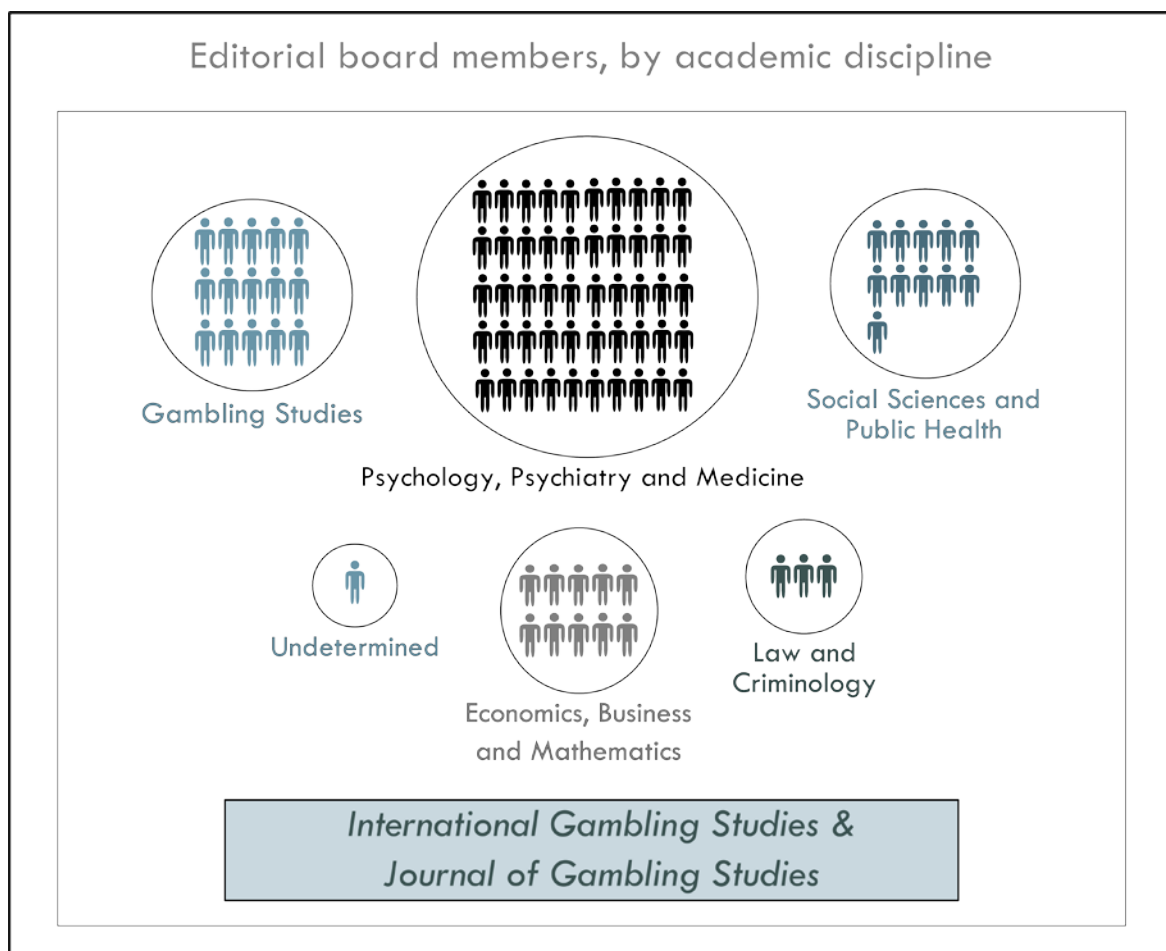 Editorial board members, by academic discipline
Gambling Studies
Psychology, Psychiatry and Medicine
Social Sciences and
Public Health
Undetermined
Economics, Business
and Mathematics
Law and
Criminology
International Gambling Studies &
Journal of Gambling Studies